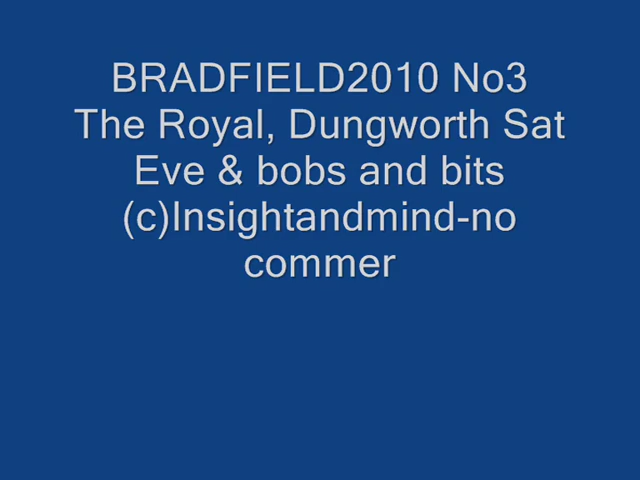 BRADFIELD2010 No3
The Royal, Dungworth Sat
Eve & bobs and bits
(c)Insightandmind-no
commer